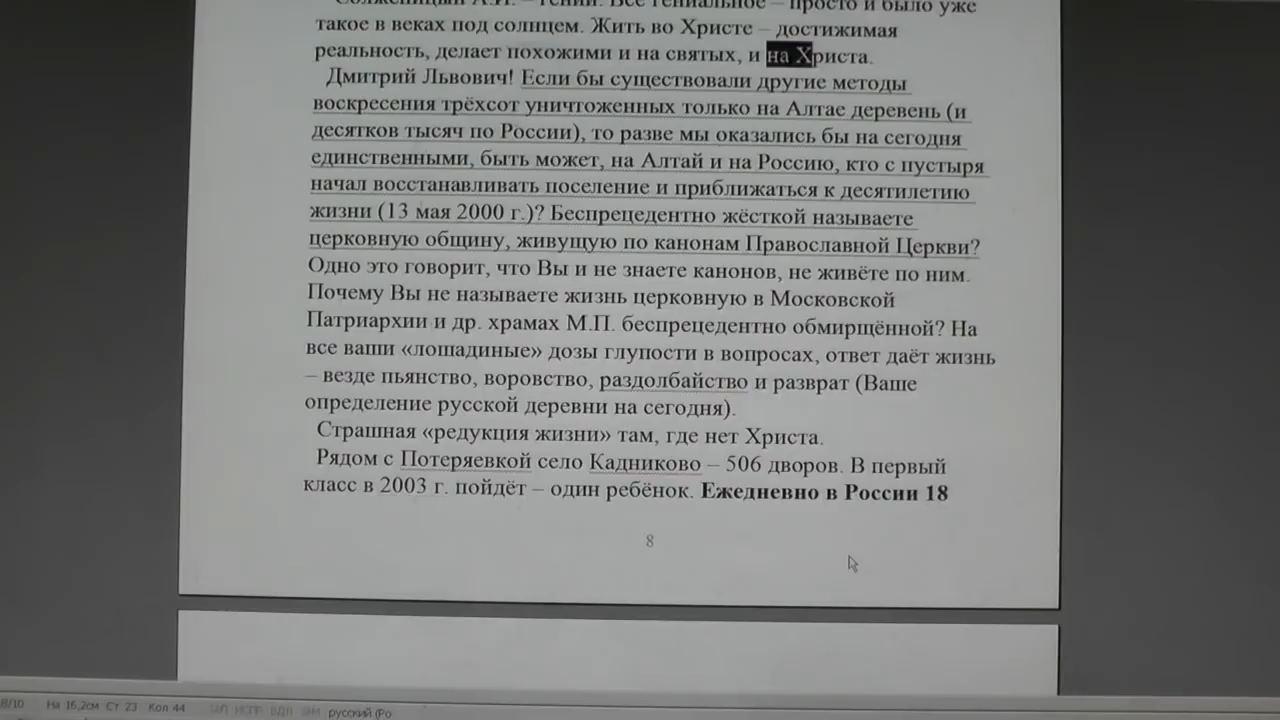 Солженицын А.И. – гений. Всё гениальное – просто и было уже
такое в веках под солнцем. Жить во Христе – достижимая
реальность, делает похожими и на святых, и на Христа.
Дмитрий Львович! Если бы существовали другие методы
воскресения трёхсот уничтоженных только на Алтае деревень (и
десятков тысяч по России), то разве мы оказались бы на сегодня
единственными, быть может, на Алтай и на Россию, кто с пустыря
начал восстанавливать поселение и приближаться к десятилетию
жизни (13 мая 2000 г.)? Беспрецедентно жёсткой называете
церковную общину, живущую по канонам Православной Церкви?
Одно это говорит, что Вы и не знаете канонов, не живёте по ним.
Почему Вы не называете жизнь церковную в Московской
Патриархии и др. храмах М.П. беспрецедентно обмирщённой? На
все ваши «лошадиные» дозы глупости в вопросах, ответ даёт жизнь
– везде пьянство, воровство, раздолбайство и разврат (Ваше
определение русской деревни на сегодня).
Страшная «редукция жизни» там, где нет Христа.
Рядом с Потеряевкой село Кадниково – 506 дворов. В первый
класс в 2003 г. пойдёт – один ребёнок. Ежедневно в России 18
8
8/10 На 16,2см Ст 23 Кол 44 ЗАП ИСПР ВДЛ ЗАМ русский (Ро